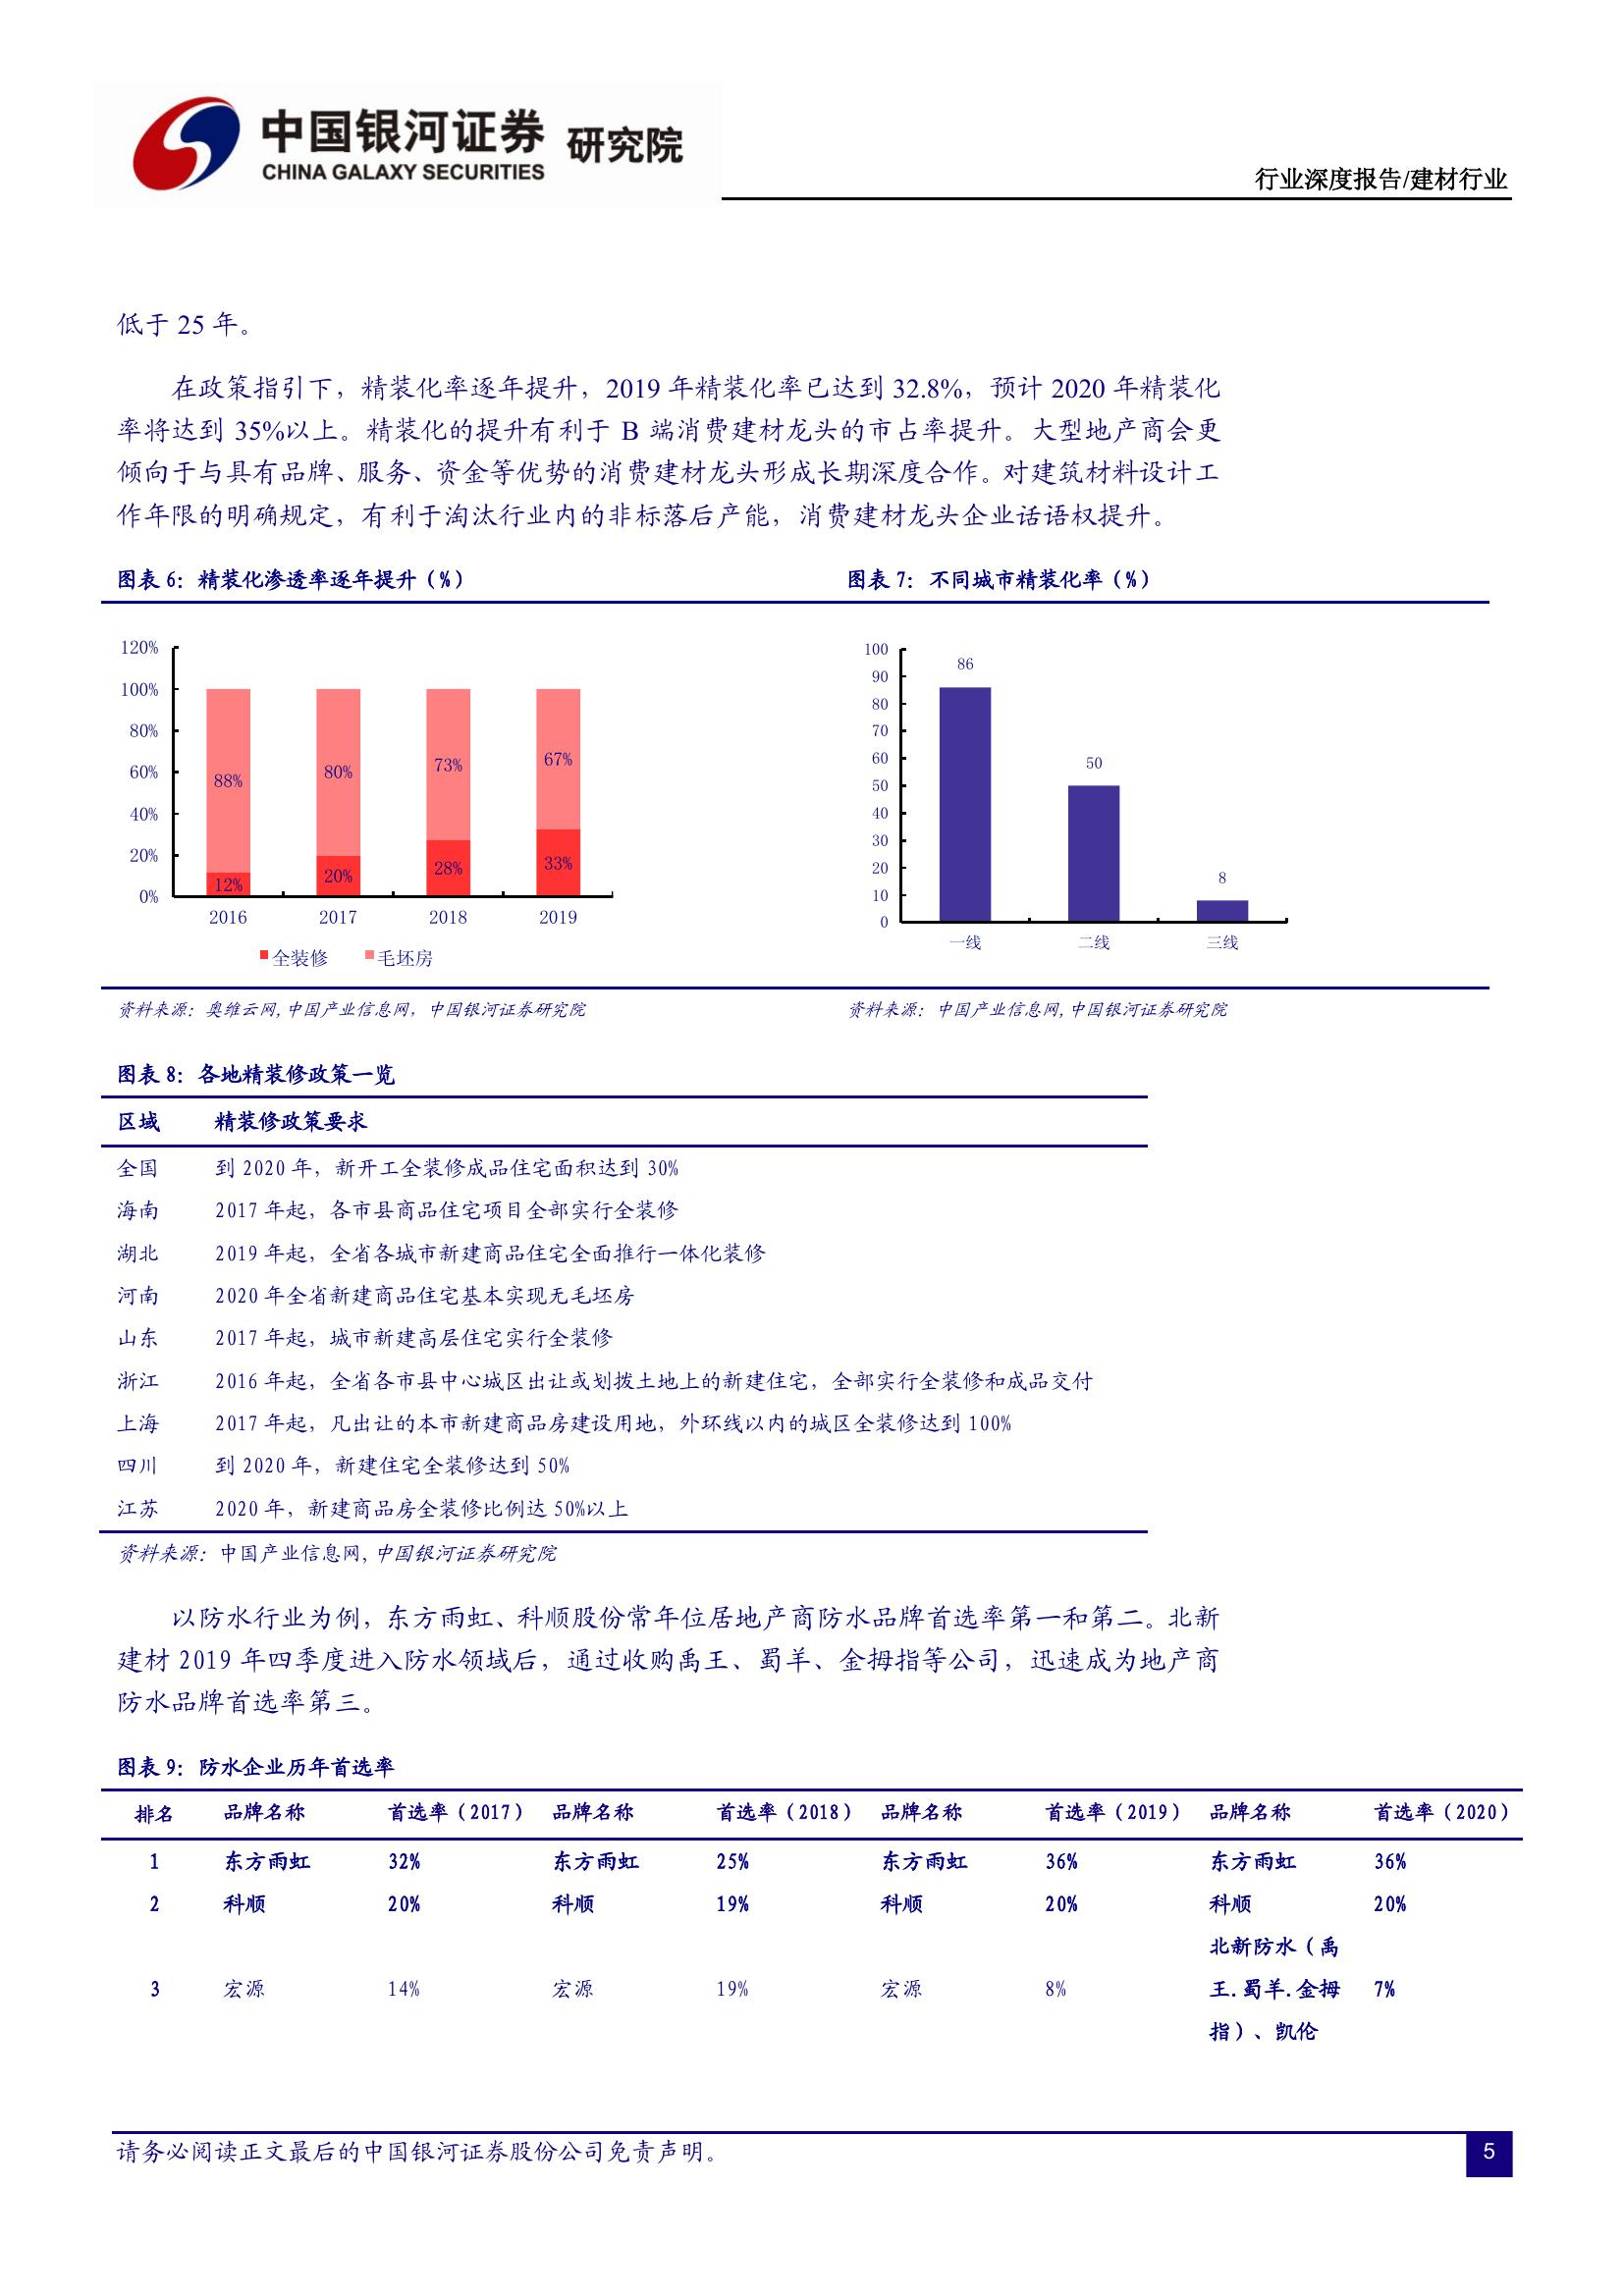 中国银河证券 研究院
CHINA GALAXY SECURITIES
行业深度报告/建材行业
低于 25 年。
在政策指引下，精装化率逐年提升，2019 年精装化率已达到 32.8%，预计 2020 年精装化
率将达到 35%以上。精装化的提升有利于 B 端消费建材龙头的市占率提升。大型地产商会更
倾向于与具有品牌、服务、资金等优势的消费建材龙头形成长期深度合作。对建筑材料设计工
作年限的明确规定，有利于淘汰行业内的非标落后产能，消费建材龙头企业话语权提升。
图表 6：精装化渗透率逐年提升（%）
120%
100%
80%
60%
40%
20%
0%
88%
80%
73%
67%
12%
20%
28%
33%
2016 2017 2018 2019
全装修 毛坯房
资料来源：奥维云网,中国产业信息网，中国银河证券研究院
图表 7：不同城市精装化率（%）
100
90
80
70
60
50
40
30
20
10
0
86
50
8
一线 二线 三线
资料来源：中国产业信息网,中国银河证券研究院
图表 8：各地精装修政策一览
区域 精装修政策要求
全国 到 2020 年，新开工全装修成品住宅面积达到 30%
海南 2017 年起，各市县商品住宅项目全部实行全装修
湖北 2019 年起，全省各城市新建商品住宅全面推行一体化装修
河南 2020 年全省新建商品住宅基本实现无毛坯房
山东 2017 年起，城市新建高层住宅实行全装修
浙江 2016 年起，全省各市县中心城区出让或划拨土地上的新建住宅，全部实行全装修和成品交付
上海 2017 年起，凡出让的本市新建商品房建设用地，外环线以内的城区全装修达到 100%
四川 到 2020 年，新建住宅全装修达到 50%
江苏 2020 年，新建商品房全装修比例达 50%以上
资料来源：中国产业信息网,中国银河证券研究院
以防水行业为例，东方雨虹、科顺股份常年位居地产商防水品牌首选率第一和第二。北新
建材 2019 年四季度进入防水领域后，通过收购禹王、蜀羊、金拇指等公司，迅速成为地产商
防水品牌首选率第三。
图表 9：防水企业历年首选率
排名 品牌名称 首选率（2017） 品牌名称 首选率（2018） 品牌名称 首选率（2019） 品牌名称 首选率（2020）
1 东方雨虹 32% 东方雨虹 25% 东方雨虹 36% 东方雨虹 36%
2 科顺 20% 科顺 19% 科顺 20% 科顺 20%
北新防水（禹
3 宏源 14% 宏源 19% 宏源 8% 王.蜀羊.金拇 7%
指）、凯伦
请务必阅读正文最后的中国银河证券股份公司免责声明。
5